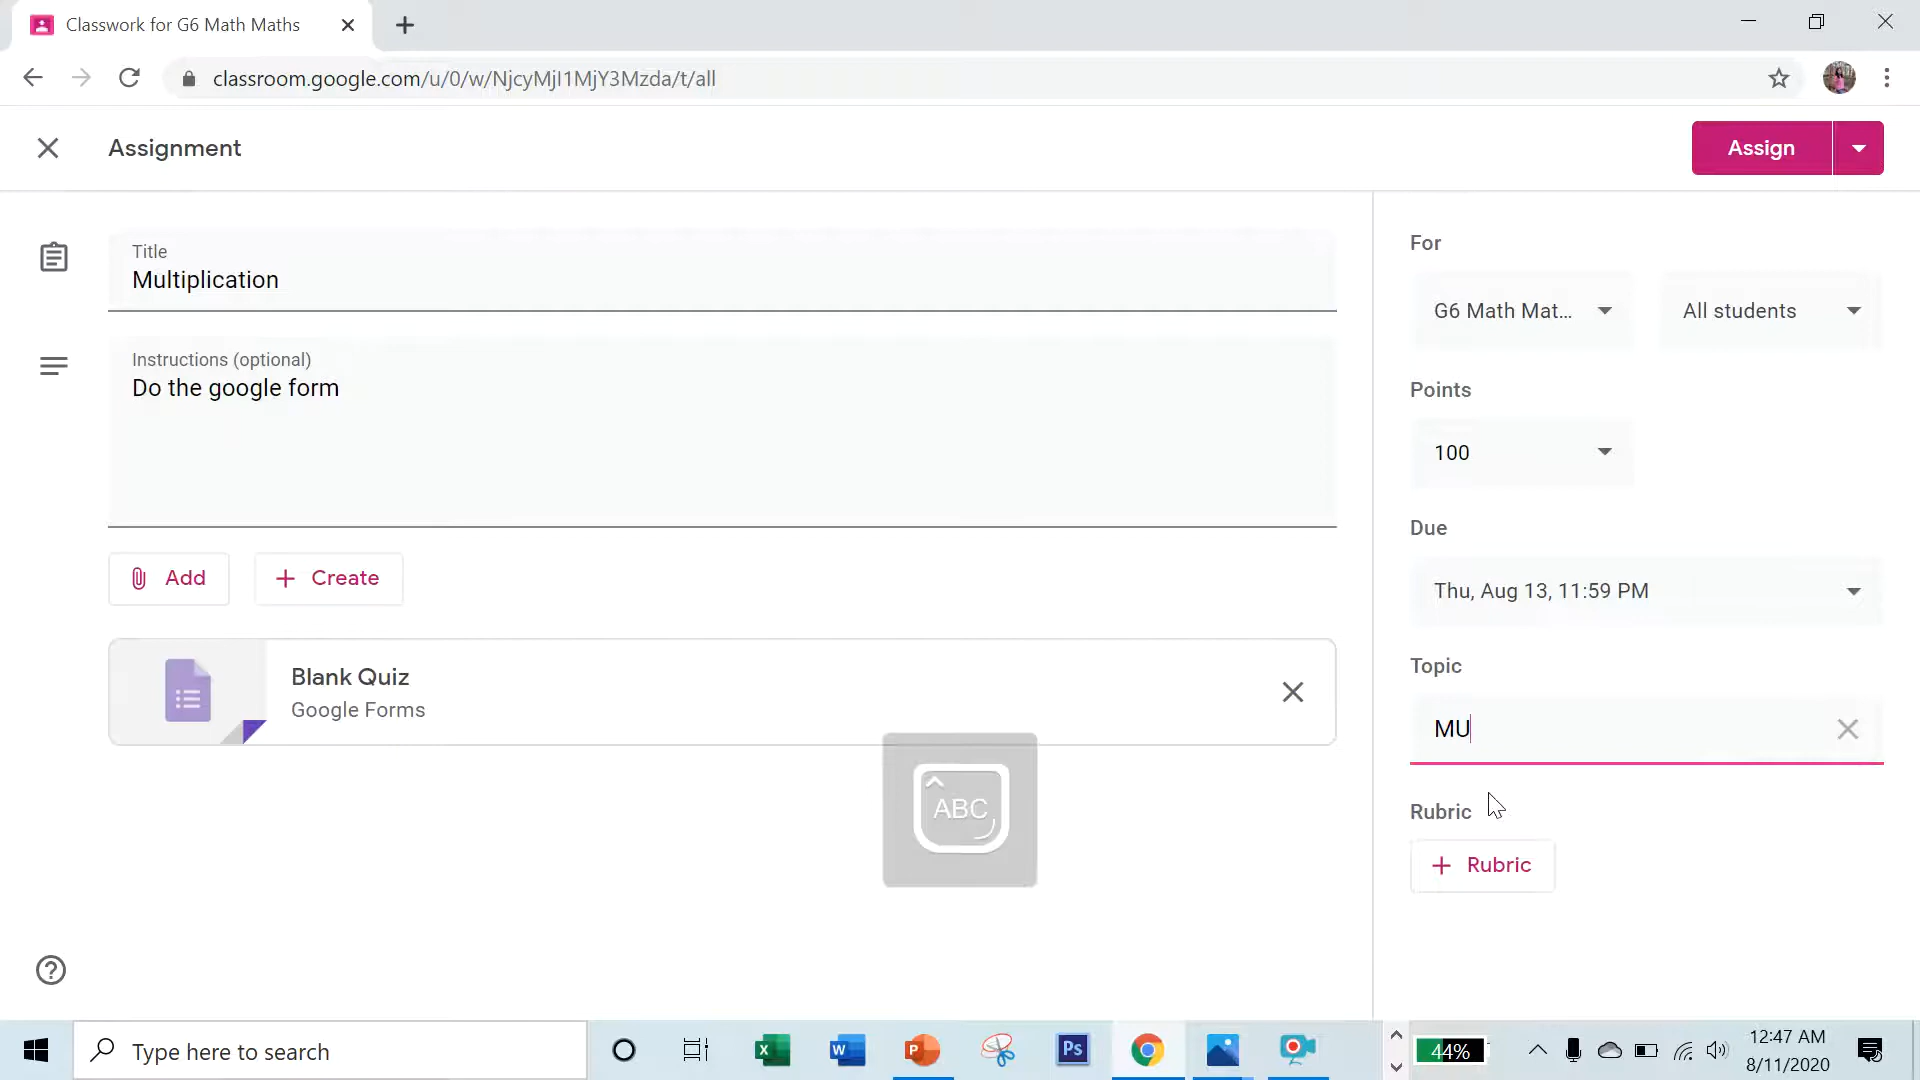 Classwork for G6 Math Maths
classroom.google.com/u/0/w/NjcyMjI1MjY3Mzda/t/all
Assignment
Assign
Title
Multiplication
Instructions (optional)
Do the google form
Add
Create
Blank Quiz
Google Forms
ABC
For
G6 Math Mat...
All students
Points
100
Due
Thu, Aug 13, 11:59 PM
Topic
MU
Rubric
Rubric
Type here to search
X
W
P
Ps
44%
12:47 AM
8/11/2020